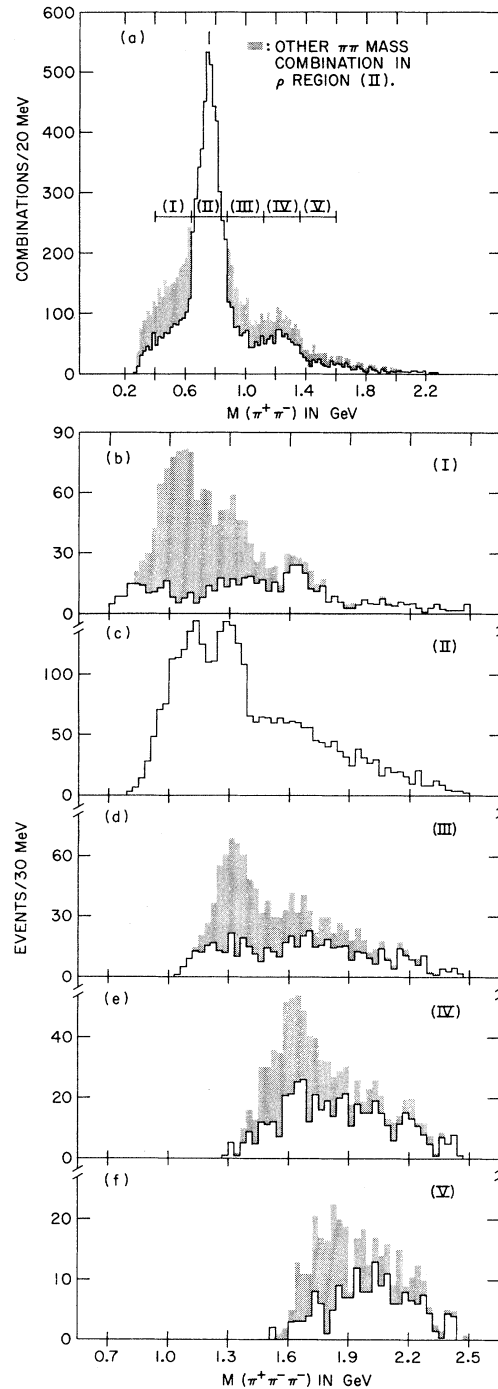 600
(a)
: OTHER ππ MASS
COMBINATION IN
ρ REGION (II).
500
400
300
(I) (II) (III) (IV) (V)
200
100
0
COMBINATIONS/20 MeV
0.2 0.6 1.0 1.4 1.8 2.2
M (π⁺ π⁻) IN GeV
90
(b)
(I)
60
30
0
(c)
(II)
100
50
0
(d)
(III)
60
30
0
EVENTS/30 MeV
(e)
(IV)
40
20
0
(f)
(V)
20
10
0
0.7 1.0 1.3 1.6 1.9 2.2 2.5
M (π⁺π⁻π⁻) IN GeV